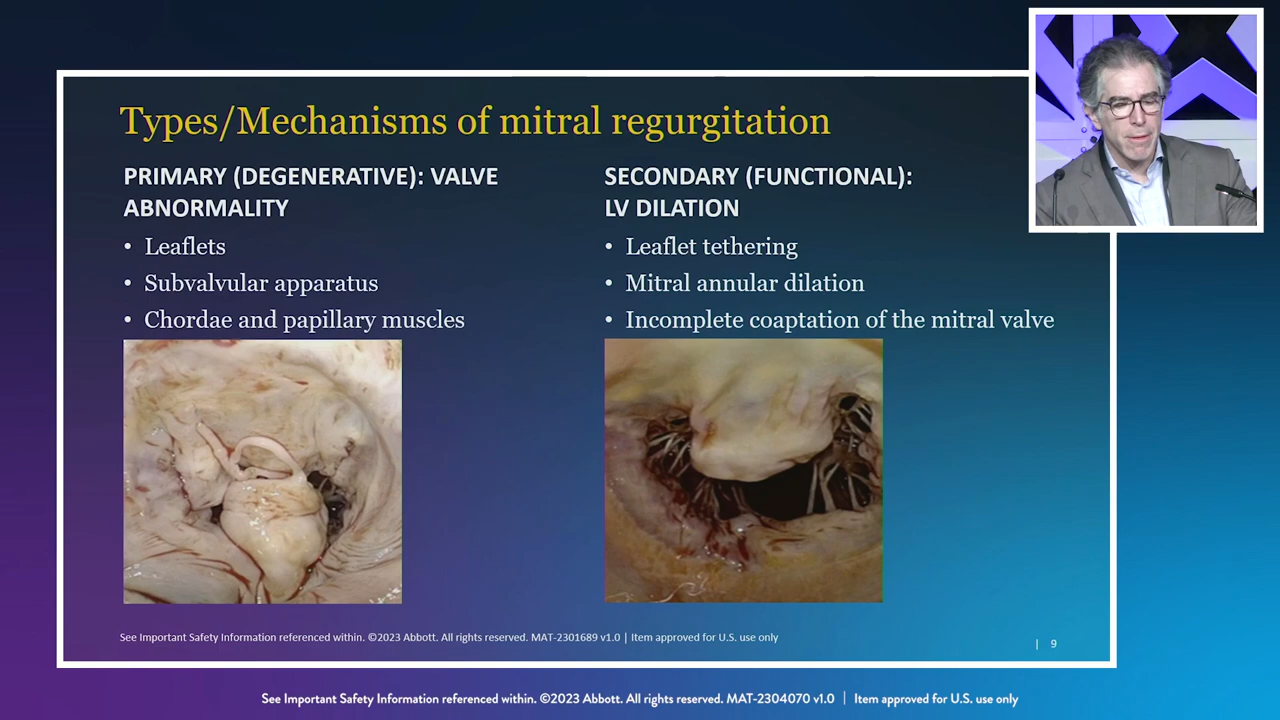 Types/Mechanisms of mitral regurgitation
PRIMARY (DEGENERATIVE): VALVE
ABNORMALITY
• Leaflets
• Subvalvular apparatus
• Chordae and papillary muscles
SECONDARY (FUNCTIONAL):
LV DILATION
• Leaflet tethering
• Mitral annular dilation
• Incomplete coaptation of the mitral valve
See Important Safety Information referenced within. ©2023 Abbott. All rights reserved. MAT-2301689 v1.0 | Item approved for U.S. use only
| 9
See Important Safety Information referenced within. ©2023 Abbott. All rights reserved. MAT-2304070 v1.0 | Item approved for U.S. use only